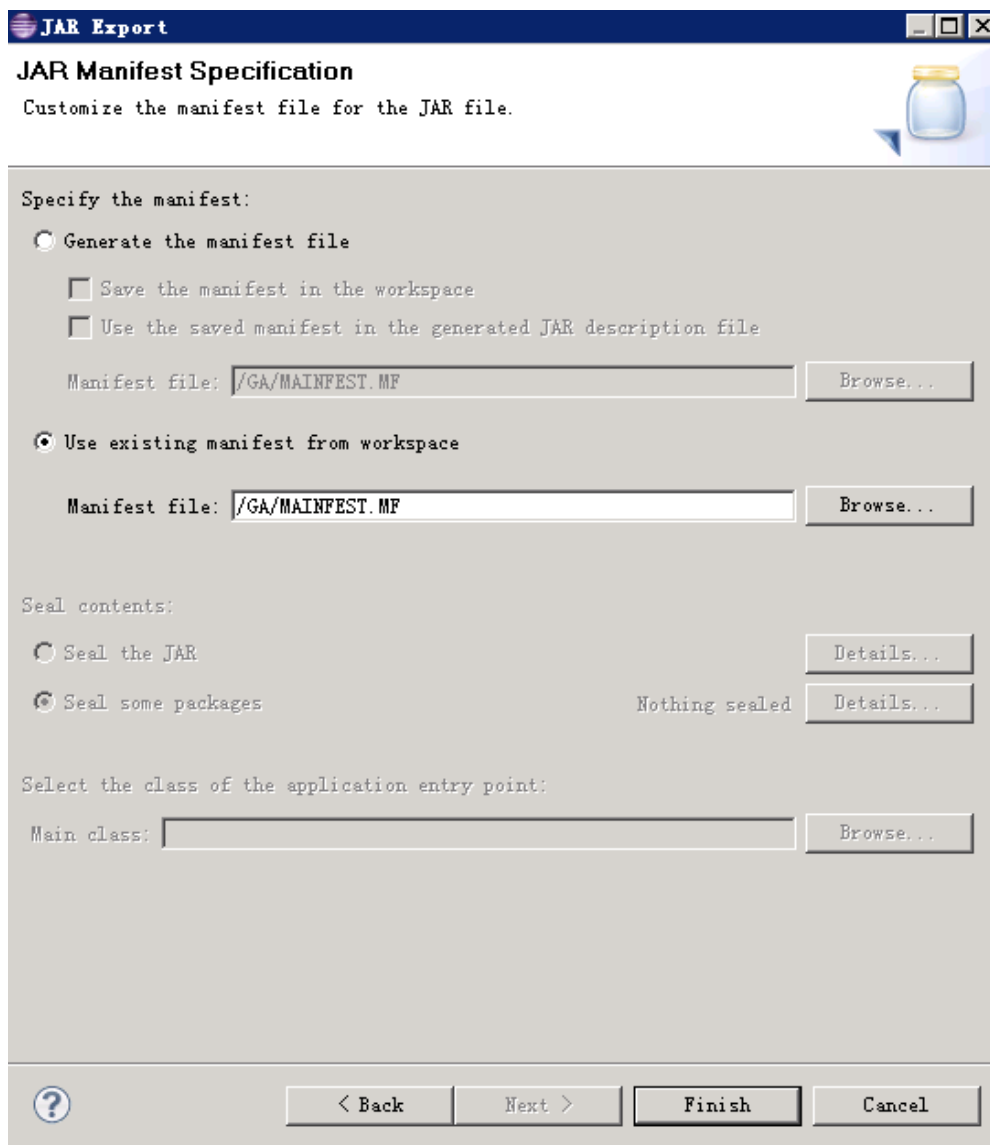 JAR Export
JAR Manifest Specification
Customize the manifest file for the JAR file.
Specify the manifest:
Generate the manifest file
Save the manifest in the workspace
Use the saved manifest in the generated JAR description file
Manifest file: /GA/MAINFEST.MF Browse...
Use existing manifest from workspace
Manifest file: /GA/MAINFEST.MF Browse...
Seal contents:
Seal the JAR Details...
Seal some packages Nothing sealed Details...
Select the class of the application entry point:
Main class: Browse...
? < Back Next > Finish Cancel